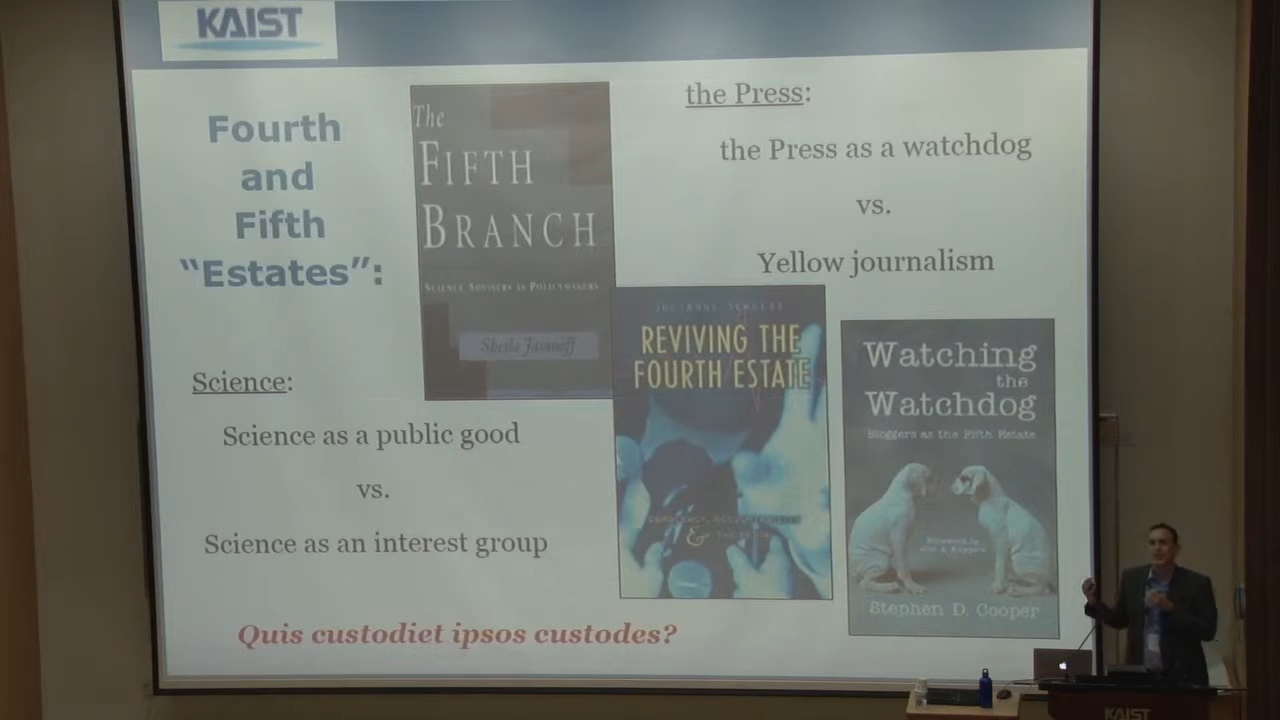 KAIST
Fourth
and
Fifth
“Estates”:
The
FIFTH
BRANCH
SCIENCE ADVISERS AS POLICYMAKERS
Sheila Jasanoff
the Press:
the Press as a watchdog
vs.
Yellow journalism
REVIVING THE
FOURTH ESTATE
&
Watching
the
Watchdog
Bloggers as the Fifth Estate
Stephen D. Cooper
Science:
Science as a public good
vs.
Science as an interest group
Quis custodiet ipsos custodes?
KAIST